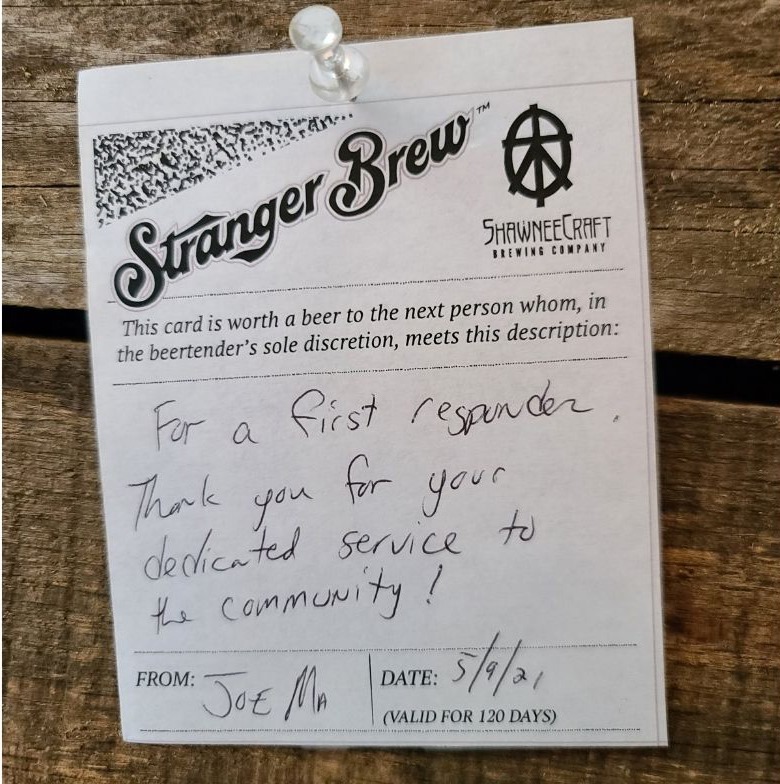 Stranger Brew™
SHAWNEECRAFT
BREWING COMPANY
This card is worth a beer to the next person whom, in
the beertender's sole discretion, meets this description:
For a first responder.
Thank you for your
dedicated service to
the community!
FROM: JOE MA
DATE: 5/9/21
(VALID FOR 120 DAYS)